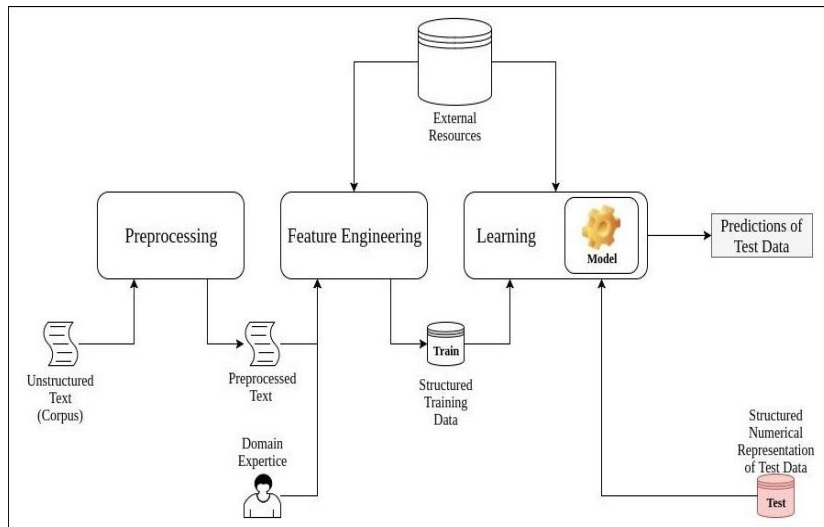 External
Resources
Preprocessing
Feature Engineering
Learning
Model
Predictions of
Test Data
Unstructured
Text
(Corpus)
Preprocessed
Text
Train
Structured
Training
Data
Domain
Expertice
Structured
Numerical
Representation
of Test Data
Test